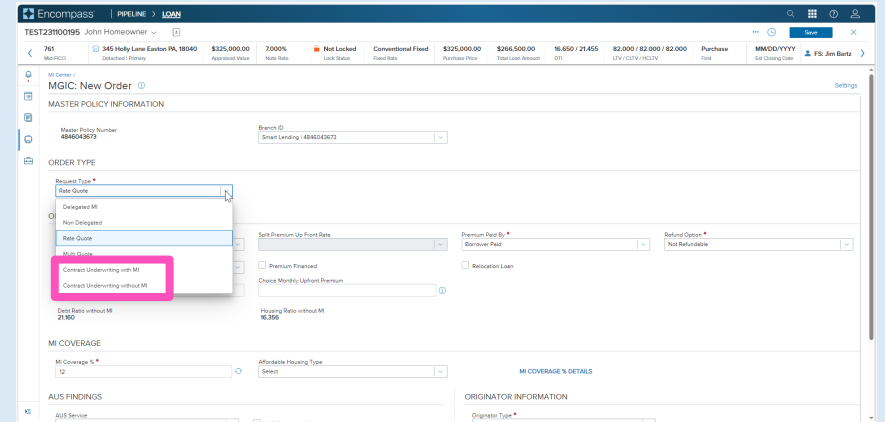 Encompass PIPELINE > LOAN
TEST231100195 John Homeowner
Save
761 345 Holly Lane Easton PA, 18040 $325,000.00 7.000% Not Locked Conventional Fixed $325,000.00 $266,500.00 16.650 / 21.455 82.000 / 82.000 / 82.000 Purchase MM/DD/YYYY FS: Jim Bartz
Mid-FICO Detached | Primary Appraised Value Note Rate Lock Status Fixed Rate Purchase Price Total Loan Amount DTI LTV / CLTV / HCLTV First Est Closing Date
MI Center /
MGIC: New Order Settings
MASTER POLICY INFORMATION
Master Policy Number
4846043673
Branch ID
Smart Lending | 4846043673
ORDER TYPE
Request Type *
Rate Quote
Delegated MI
Non Delegated
Rate Quote
Multi Quote
Contract Underwriting with MI
Contract Underwriting without MI
Split Premium Up Front Rate
Premium Paid By *
Borrower Paid
Refund Option *
Not Refundable
Premium Financed
Relocation Loan
Choice Monthly Upfront Premium
Debt Ratio without MI
21.160
Housing Ratio without MI
16.356
MI COVERAGE
MI Coverage % *
12
Affordable Housing Type
Select
MI COVERAGE % DETAILS
AUS FINDINGS ORIGINATOR INFORMATION
AUS Service
Originator Type *